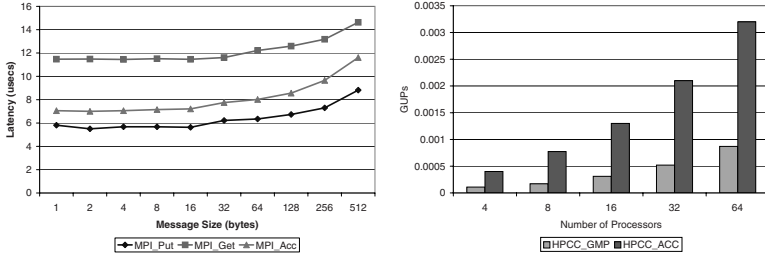 16
14
12
10
8
6
4
2
0
Latency (usecs)
1 2 4 8 16 32 64 128 256 512
Message Size (bytes)
MPI_Put MPI_Get MPI_Acc
0.0035
0.003
0.0025
0.002
0.0015
0.001
0.0005
0
GUPs
4 8 16 32 64
Number of Processors
HPCC_GMP HPCC_ACC